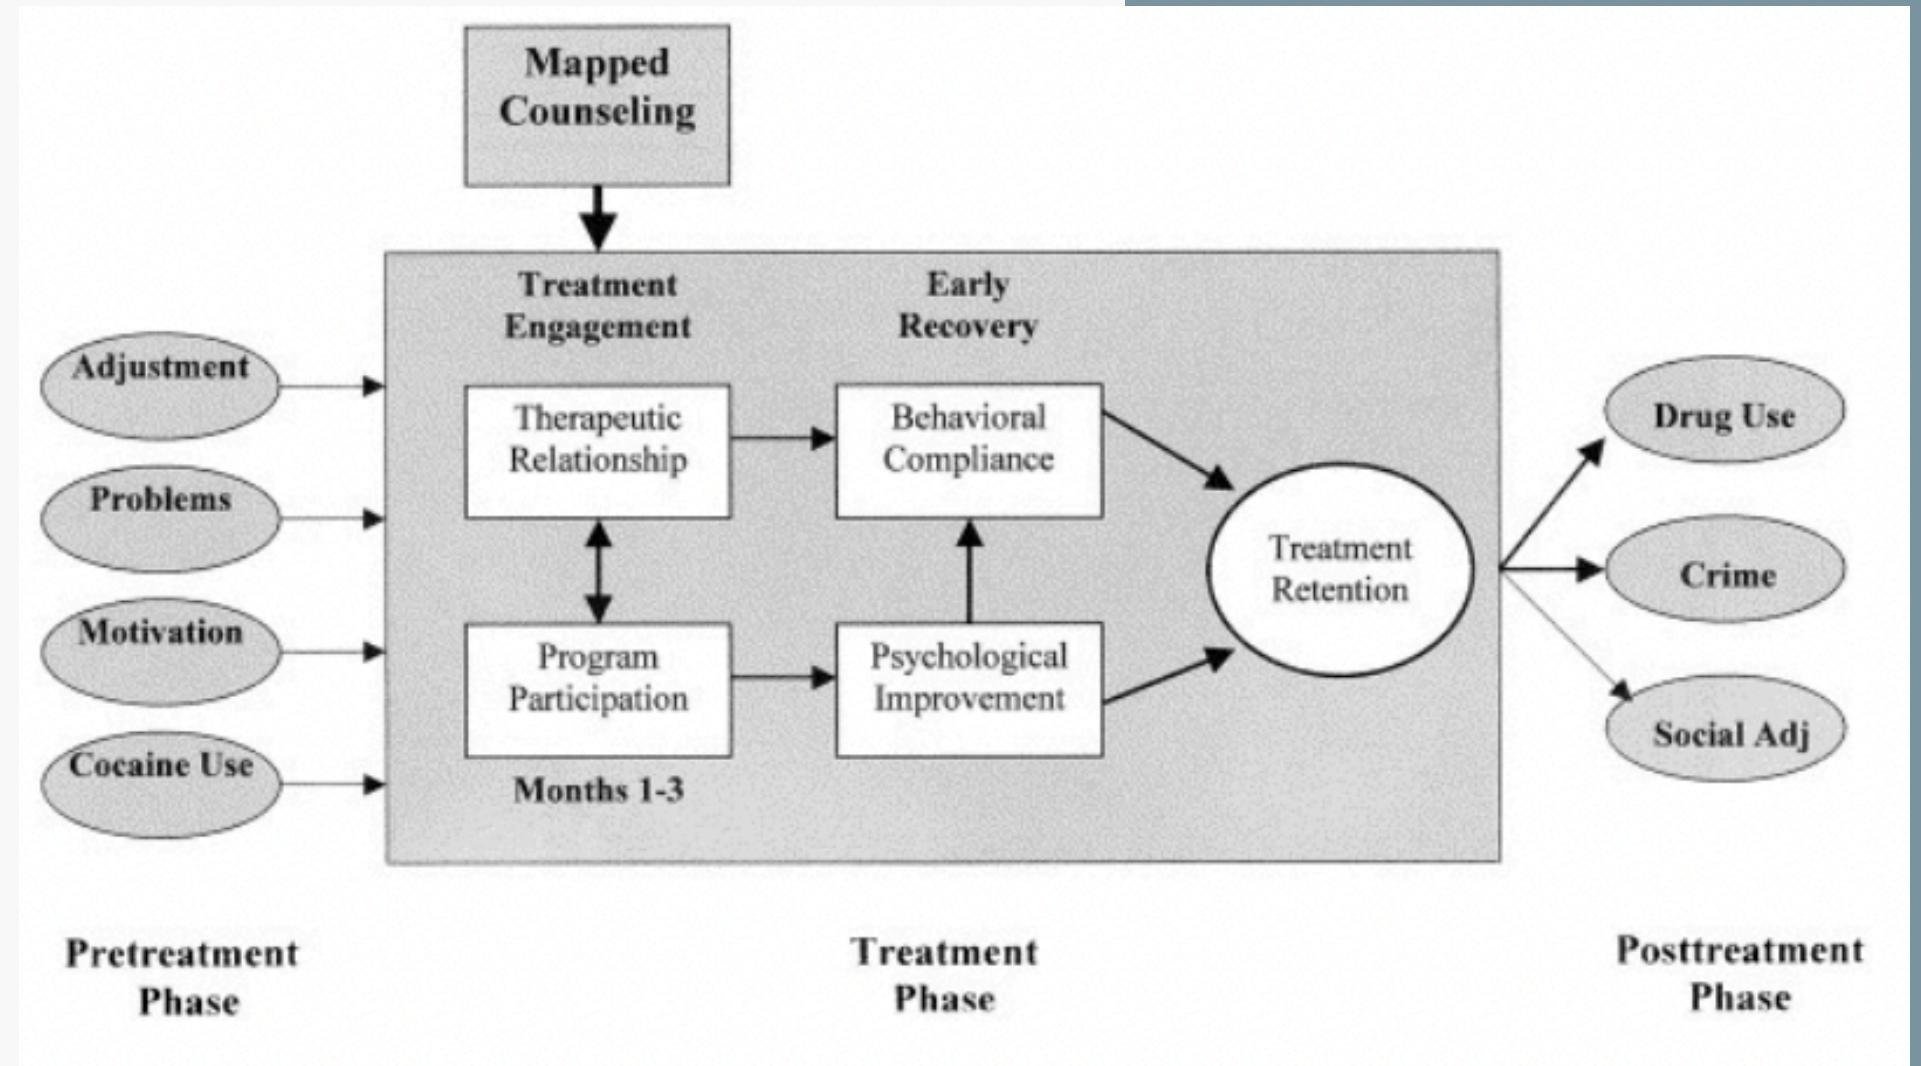 Mapped
Counseling
Treatment
Engagement
Early
Recovery
Adjustment
Problems
Motivation
Cocaine Use
Therapeutic
Relationship
Behavioral
Compliance
Program
Participation
Psychological
Improvement
Months 1-3
Treatment
Retention
Drug Use
Crime
Social Adj
Pretreatment
Phase
Treatment
Phase
Posttreatment
Phase